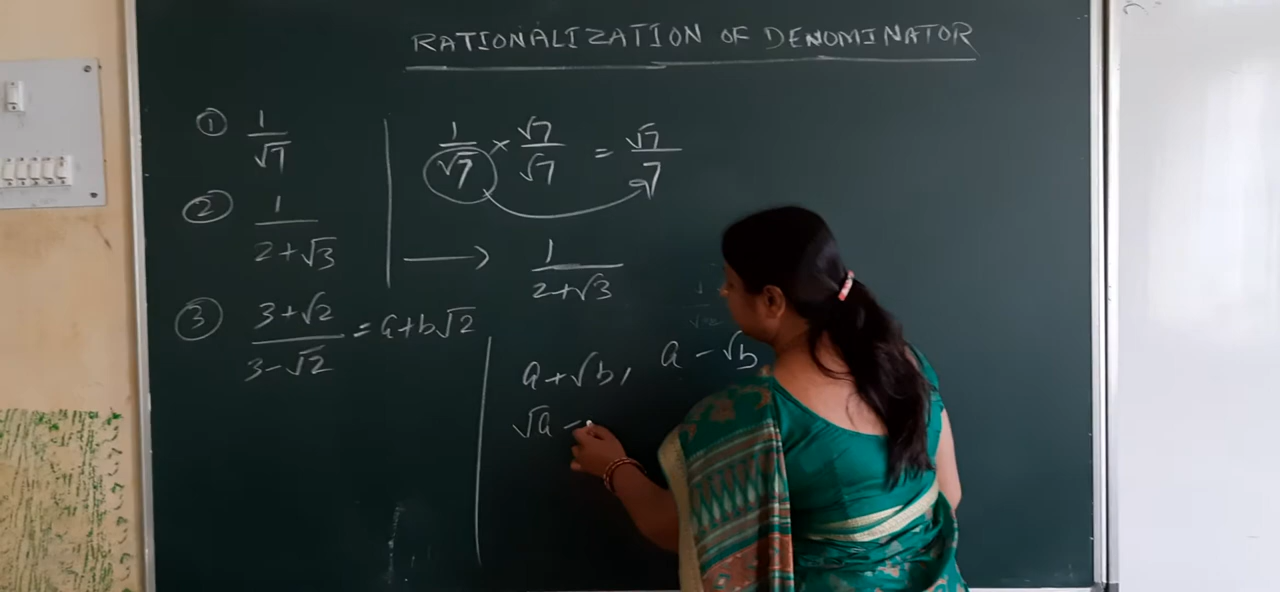 RATIONALIZATION OF DENOMINATOR
① 1/√7
1/√7 × √7/√7 = √7/7
② 1/(2+√3)
→ 1/(2+√3)
③ (3+√2)/(3-√2) = a+b√2
a+√b, a-√b
√a -